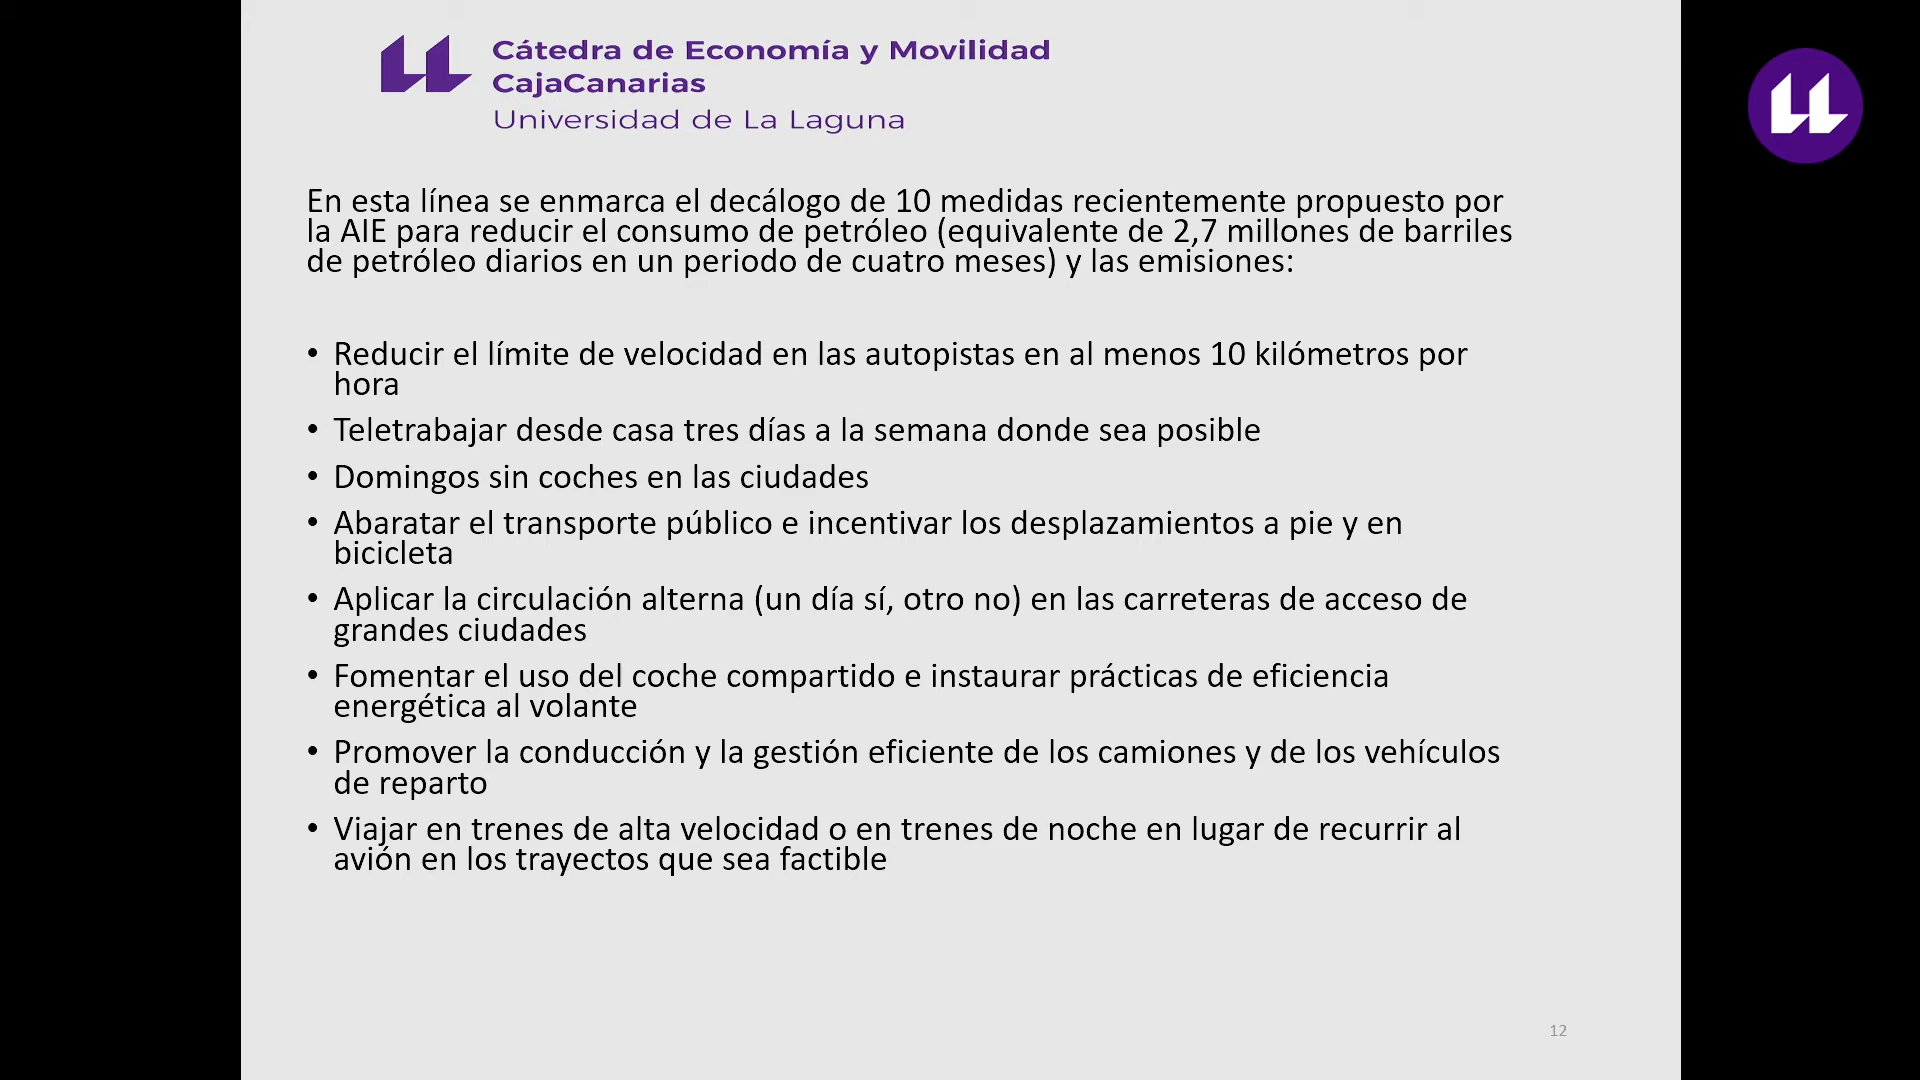 Cátedra de Economía y Movilidad
CajaCanarias
Universidad de La Laguna
En esta línea se enmarca el decálogo de 10 medidas recientemente propuesto por
la AIE para reducir el consumo de petróleo (equivalente de 2,7 millones de barriles
de petróleo diarios en un periodo de cuatro meses) y las emisiones:
• Reducir el límite de velocidad en las autopistas en al menos 10 kilómetros por
hora
• Teletrabajar desde casa tres días a la semana donde sea posible
• Domingos sin coches en las ciudades
• Abaratar el transporte público e incentivar los desplazamientos a pie y en
bicicleta
• Aplicar la circulación alterna (un día sí, otro no) en las carreteras de acceso de
grandes ciudades
• Fomentar el uso del coche compartido e instaurar prácticas de eficiencia
energética al volante
• Promover la conducción y la gestión eficiente de los camiones y de los vehículos
de reparto
• Viajar en trenes de alta velocidad o en trenes de noche en lugar de recurrir al
avión en los trayectos que sea factible
12